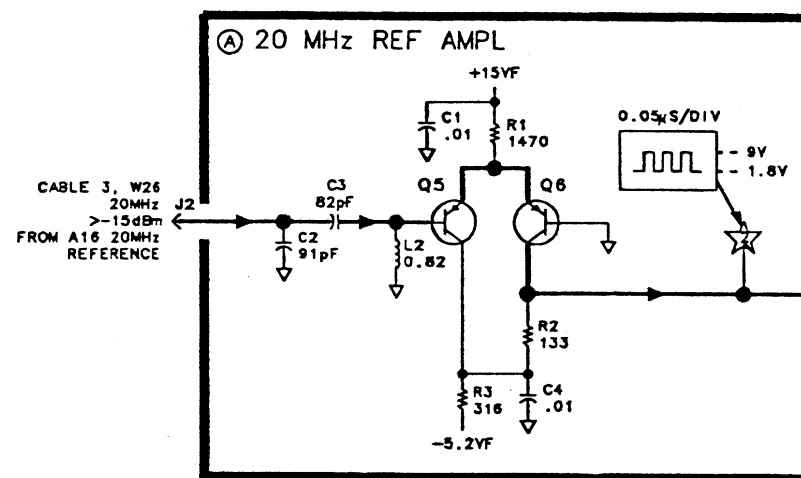 A 20 MHz REF AMPL
+15VF
C1
.01
R1
1470
0.05µS/DIV
9V
1.8V
CABLE 3, W26
20MHz J2
>-15dBm
FROM A16 20MHz
REFERENCE
C3
82pF
Q5
Q6
C2
91pF
L2
0.82
R2
133
R3
316
C4
.01
-5.2VF